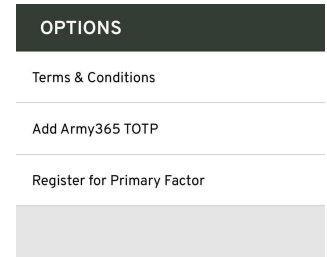 OPTIONS
Terms & Conditions
Add Army365 TOTP
Register for Primary Factor